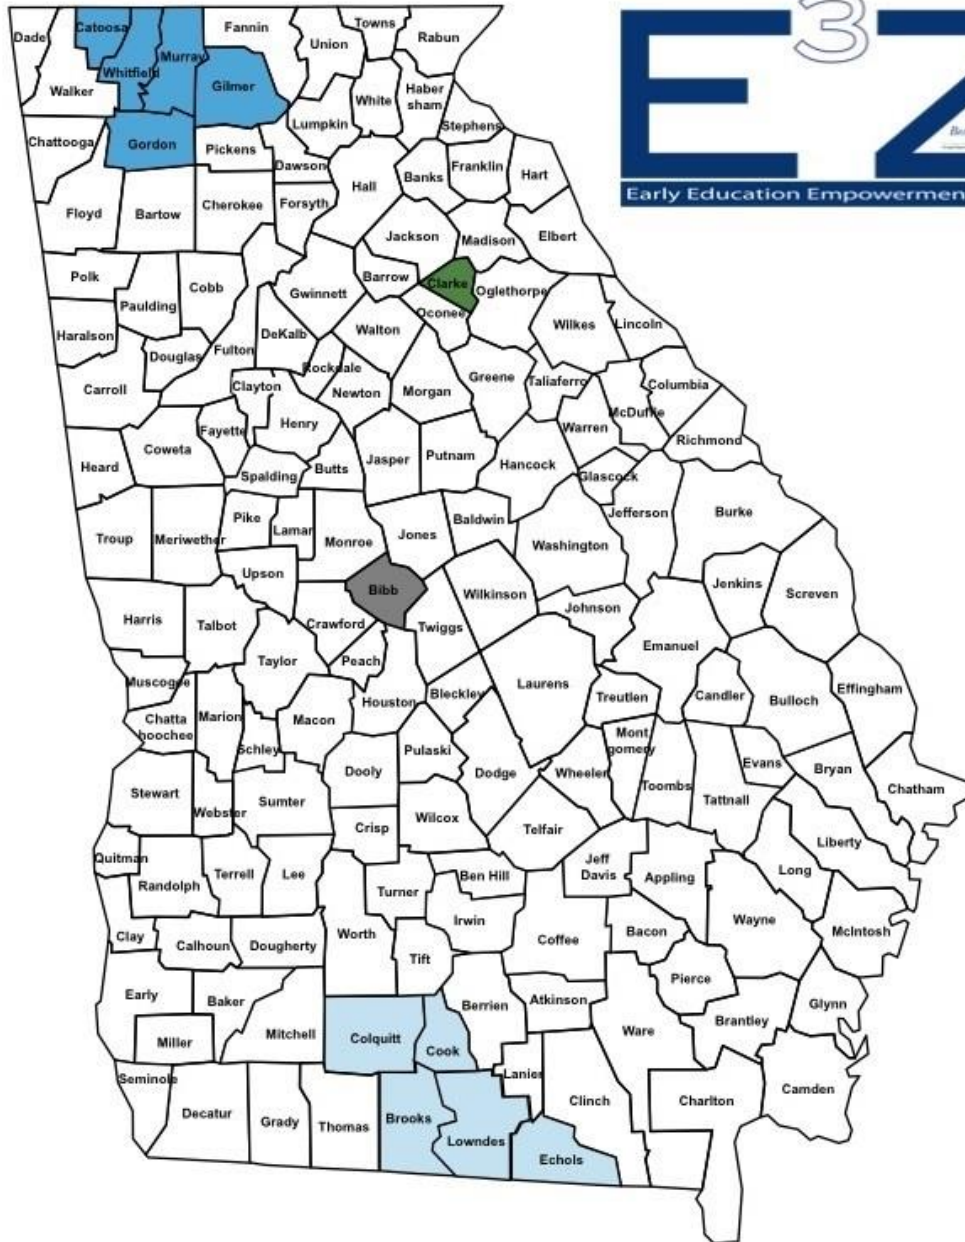 E3Z
Early Education Empowermen
Dade
Catoosa
Fannin
Towns
Rabun
Union
Murray
Whitfield
Walker
Gilmer
White
Haber
sham
Lumpkin
Stephens
Chattooga
Gordon
Pickens
Dawson
Franklin
Banks
Hart
Hall
Floyd
Bartow
Cherokee
Forsyth
Jackson
Madison
Elbert
Polk
Cobb
Barrow
Clarke
Oglethorpe
Paulding
Gwinnett
Oconee
Haralson
DeKalb
Walton
Wilkes
Lincoln
Douglas
Fulton
Rockdale
Greene
Taliaferro
Columbia
Carroll
Clayton
Newton
Morgan
McDuffie
Fayette
Henry
Warren
Richmond
Coweta
Heard
Spalding
Butts
Jasper
Putnam
Hancock
Glascock
Troup
Meriwether
Pike
Lamar
Monroe
Jones
Baldwin
Jefferson
Burke
Washington
Upson
Bibb
Wilkinson
Jenkins
Screven
Harris
Talbot
Crawford
Twiggs
Johnson
Emanuel
Taylor
Peach
Muscogee
Houston
Bleckley
Laurens
Treutlen
Candler
Bulloch
Effingham
Chatta
hoochee
Marion
Macon
Schley
Pulaski
Mont
gomery
Dooly
Dodge
Wheeler
Toombs
Evans
Bryan
Chatham
Stewart
Webster
Sumter
Tattnall
Crisp
Wilcox
Telfair
Liberty
Quitman
Randolph
Terrell
Lee
Turner
Ben Hill
Jeff
Davis
Appling
Long
Clay
Calhoun
Dougherty
Worth
Irwin
Coffee
Bacon
Wayne
McIntosh
Tift
Early
Baker
Berrien
Atkinson
Pierce
Glynn
Miller
Mitchell
Colquitt
Cook
Ware
Brantley
Seminole
Lanier
Clinch
Charlton
Camden
Decatur
Grady
Thomas
Brooks
Lowndes
Echols